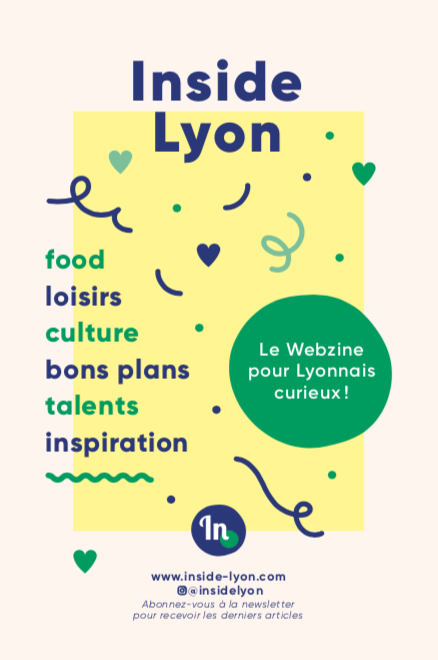 Inside
Lyon
food
loisirs
culture
bons plans
talents
inspiration
Le Webzine
pour Lyonnais
curieux !
In
www.inside-lyon.com
@insidelyon
Abonnez-vous à la newsletter
pour recevoir les derniers articles